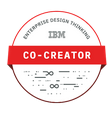 ENTERPRISE DESIGN THINKING
IBM
CO-CREATOR